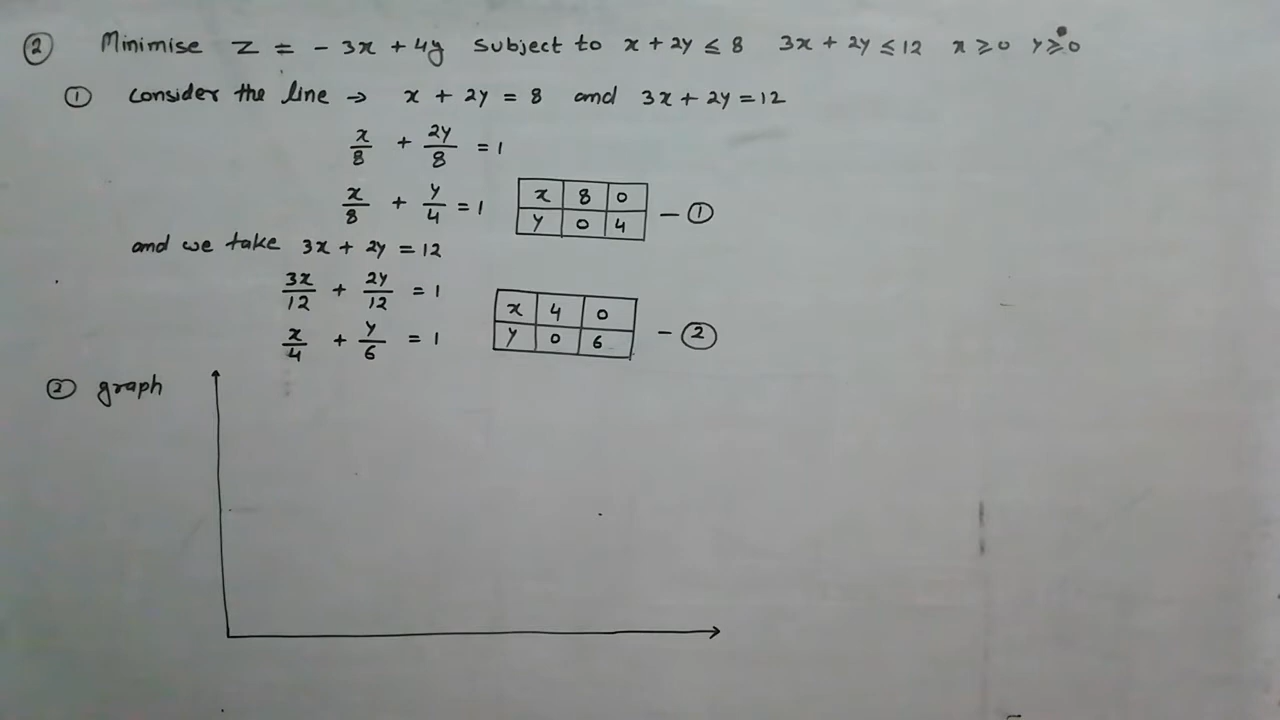 ② Minimise Z = - 3x + 4y subject to x + 2y ≤ 8 3x + 2y ≤ 12 x ≥ 0 y ≥ 0
① consider the line → x + 2y = 8 and 3x + 2y = 12
x/8 + 2y/8 = 1
x/8 + y/4 = 1
x 8 0
y 0 4
- ①
and we take 3x + 2y = 12
3x/12 + 2y/12 = 1
x/4 + y/6 = 1
x 4 0
y 0 6
- ②
② graph